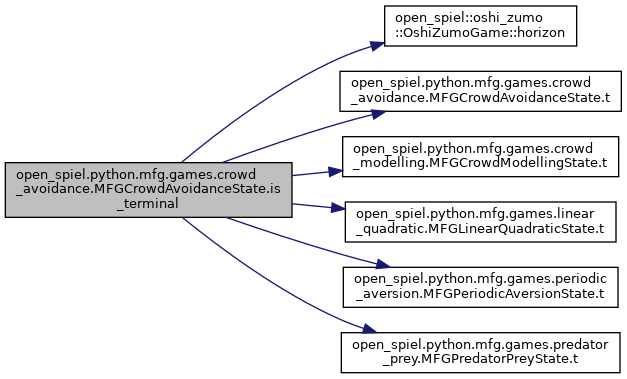 open_spiel.python.mfg.games.crowd
_avoidance.MFGCrowdAvoidanceState.is
_terminal
open_spiel::oshi_zumo
::OshiZumoGame::horizon
open_spiel.python.mfg.games.crowd
_avoidance.MFGCrowdAvoidanceState.t
open_spiel.python.mfg.games.crowd
_modelling.MFGCrowdModellingState.t
open_spiel.python.mfg.games.linear
_quadratic.MFGLinearQuadraticState.t
open_spiel.python.mfg.games.periodic
_aversion.MFGPeriodicAversionState.t
open_spiel.python.mfg.games.predator
_prey.MFGPredatorPreyState.t